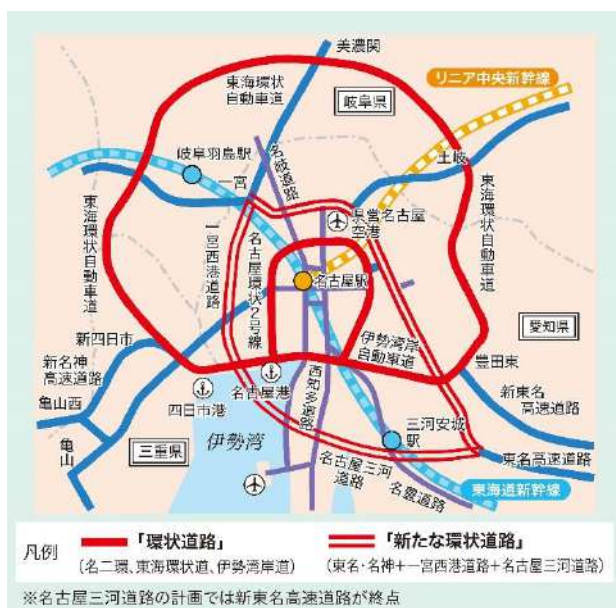 美濃関
東海環状
自動車道
岐阜県
リニア中央新幹線
岐阜羽島駅
名岐道路
土岐
一宮
県営名古屋
空港
東海環状自動車道
東海環状自動車道
一宮西港道路
名古屋環状2号線
名古屋駅
愛知県
伊勢湾岸
自動車道
新四日市
新名神
高速道路
豊田東
新東名
高速道路
名古屋港
四日市港
西知多道路
亀山西
亀山
三重県
伊勢湾
三河安城
駅
名古屋三河
道路
名豊道路
東名高速道路
東海道新幹線
凡例
「環状道路」
(名二環、東海環状道、伊勢湾岸道)
「新たな環状道路」
(東名・名神+一宮西港道路+名古屋三河道路)
※名古屋三河道路の計画では新東名高速道路が終点